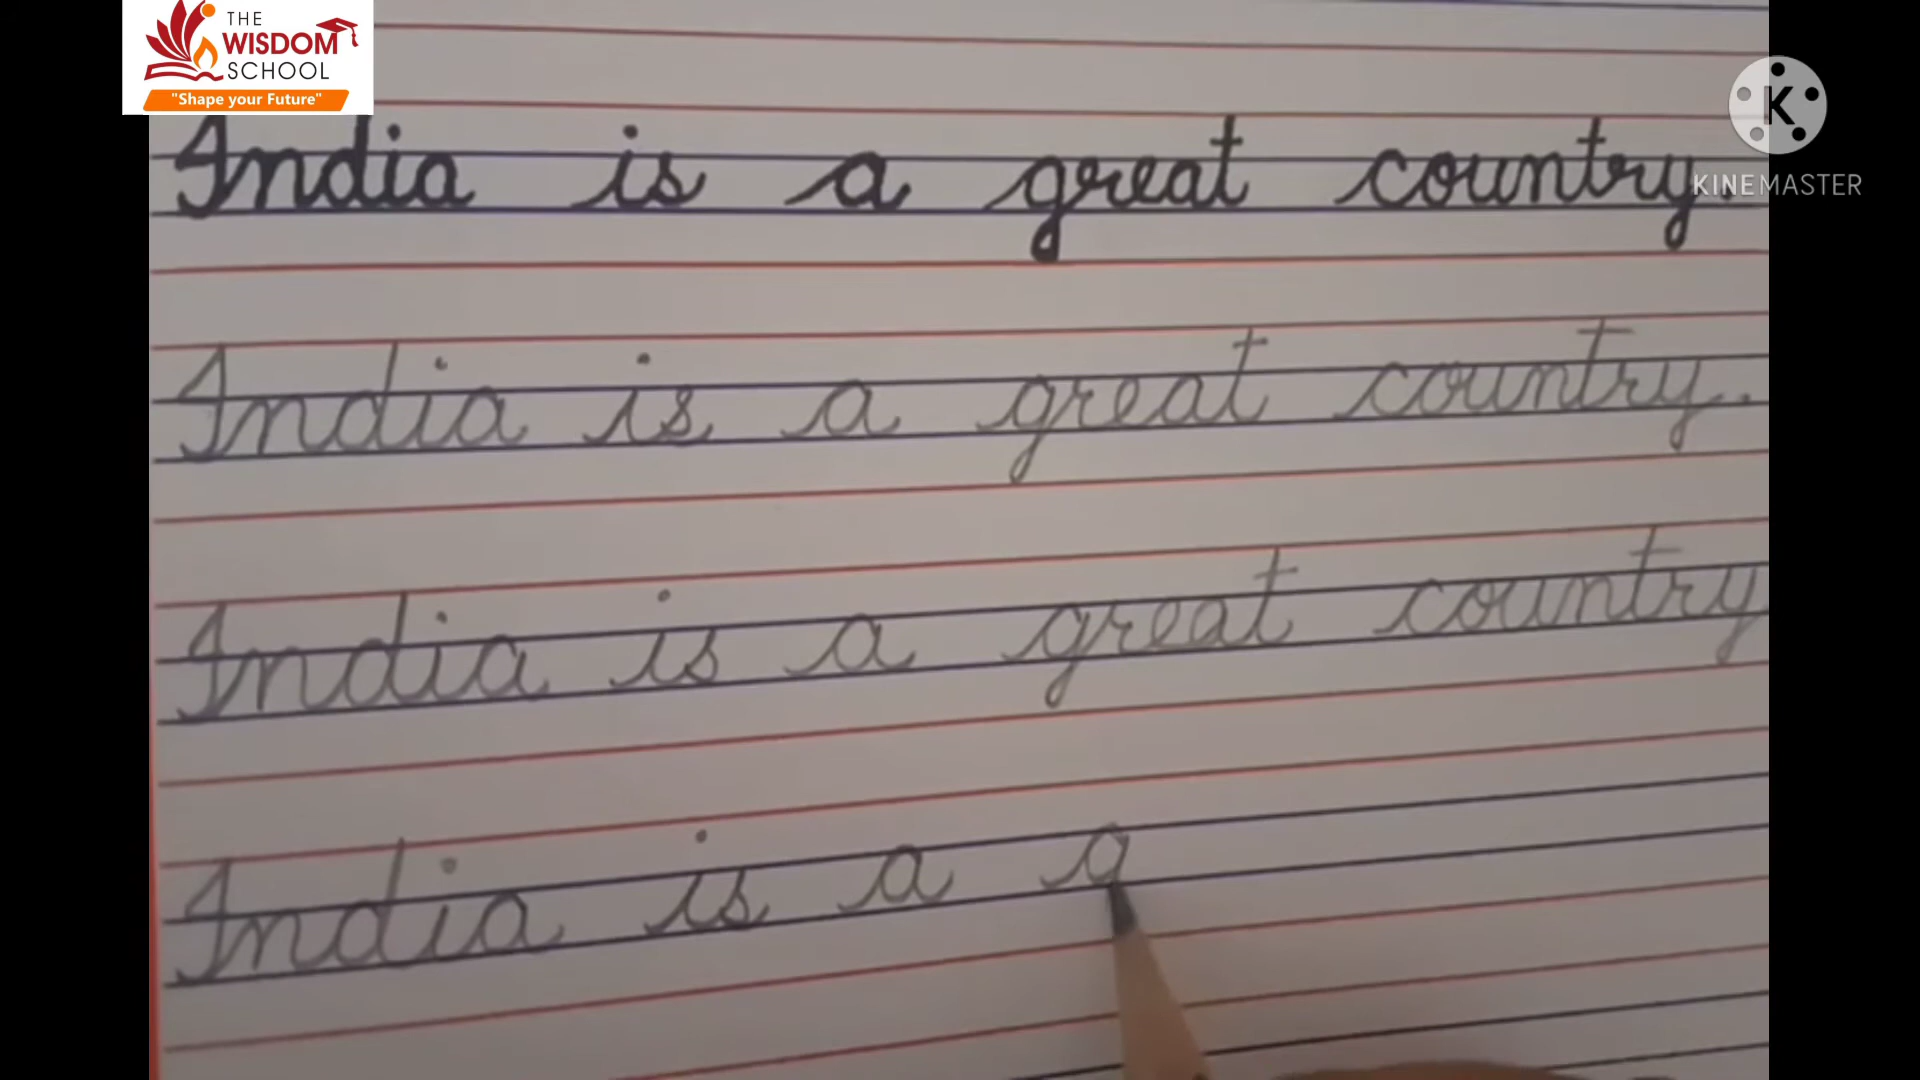 THE
WISDOM
SCHOOL
"Shape your Future"
K
KINEMASTER
India is a great country.
India is a great country.
India is a great country
India is a g